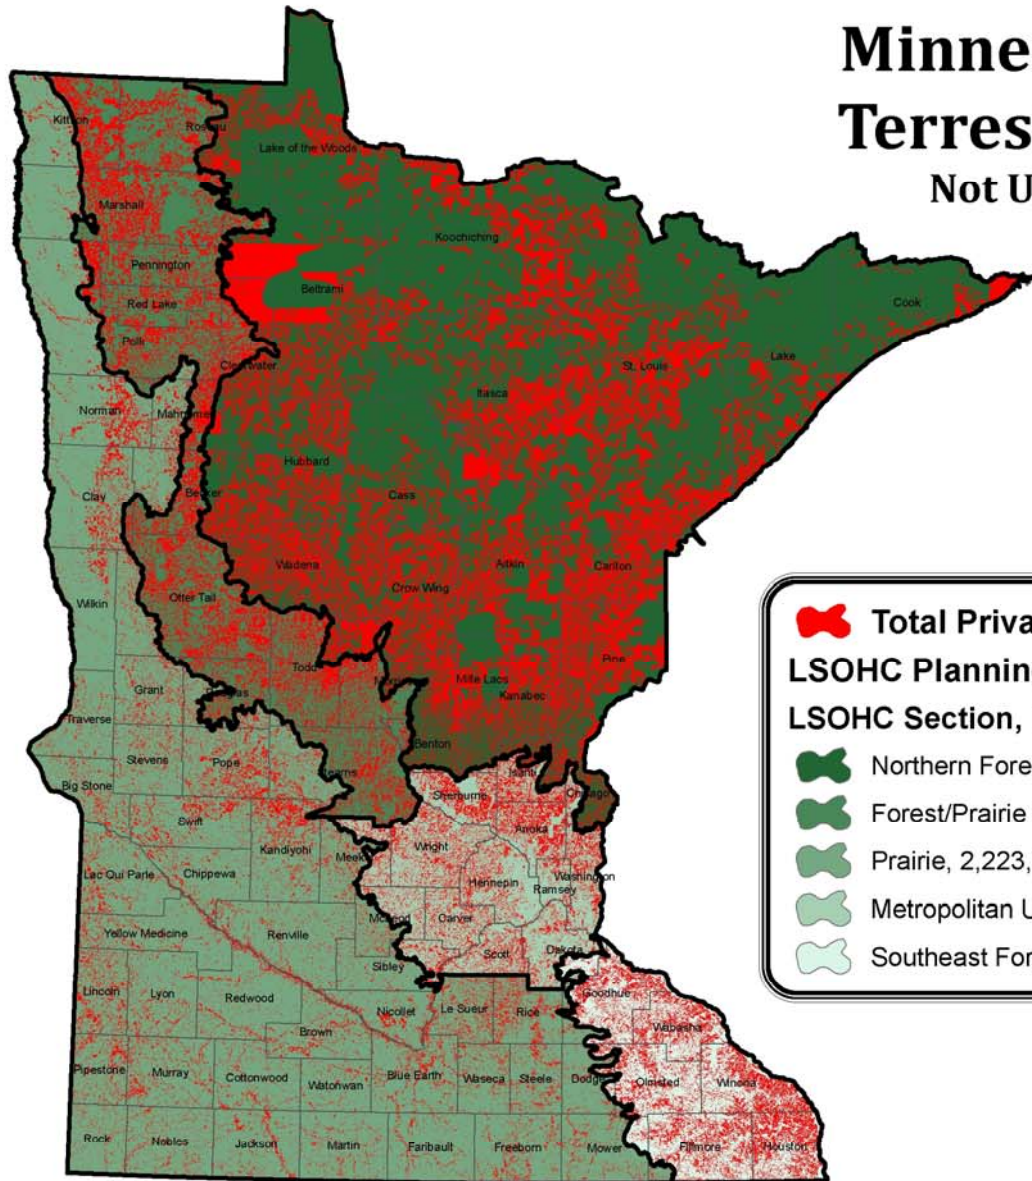 Minne
Terres
Not U
Kittson
Roseau
Lake of the Woods
Marshall
Koochiching
Pennington
Beltrami
Cook
Red Lake
Polk
Clearwater
St. Louis
Lake
Itasca
Norman
Mahnomen
Hubbard
Becker
Cass
Clay
Wadena
Aitkin
Carlton
Crow Wing
Otter Tail
Wilkin
Total Priva
LSOHC Plannin
LSOHC Section,
Northern Fore
Forest/Prairie
Prairie, 2,223,
Metropolitan U
Southeast For
Todd
Pine
Mille Lacs
Kanabec
Grant
Douglas
Traverse
Benton
Stevens
Pope
Stearns
Isanti
Big Stone
Sherburne
Chisago
Swift
Anoka
Wright
Kandiyohi
Meek
Lac Qui Parle
Chippewa
Hennepin
Washington
Ramsey
McLeod
Carver
Yellow Medicine
Renville
Scott
Dakota
Sibley
Lincoln
Lyon
Redwood
Nicollet
Le Sueur
Rice
Goodhue
Wabasha
Brown
Pipestone
Murray
Cottonwood
Watonwan
Blue Earth
Waseca
Steele
Dodge
Olmsted
Winona
Rock
Nobles
Jackson
Martin
Faribault
Freeborn
Mower
Fillmore
Houston